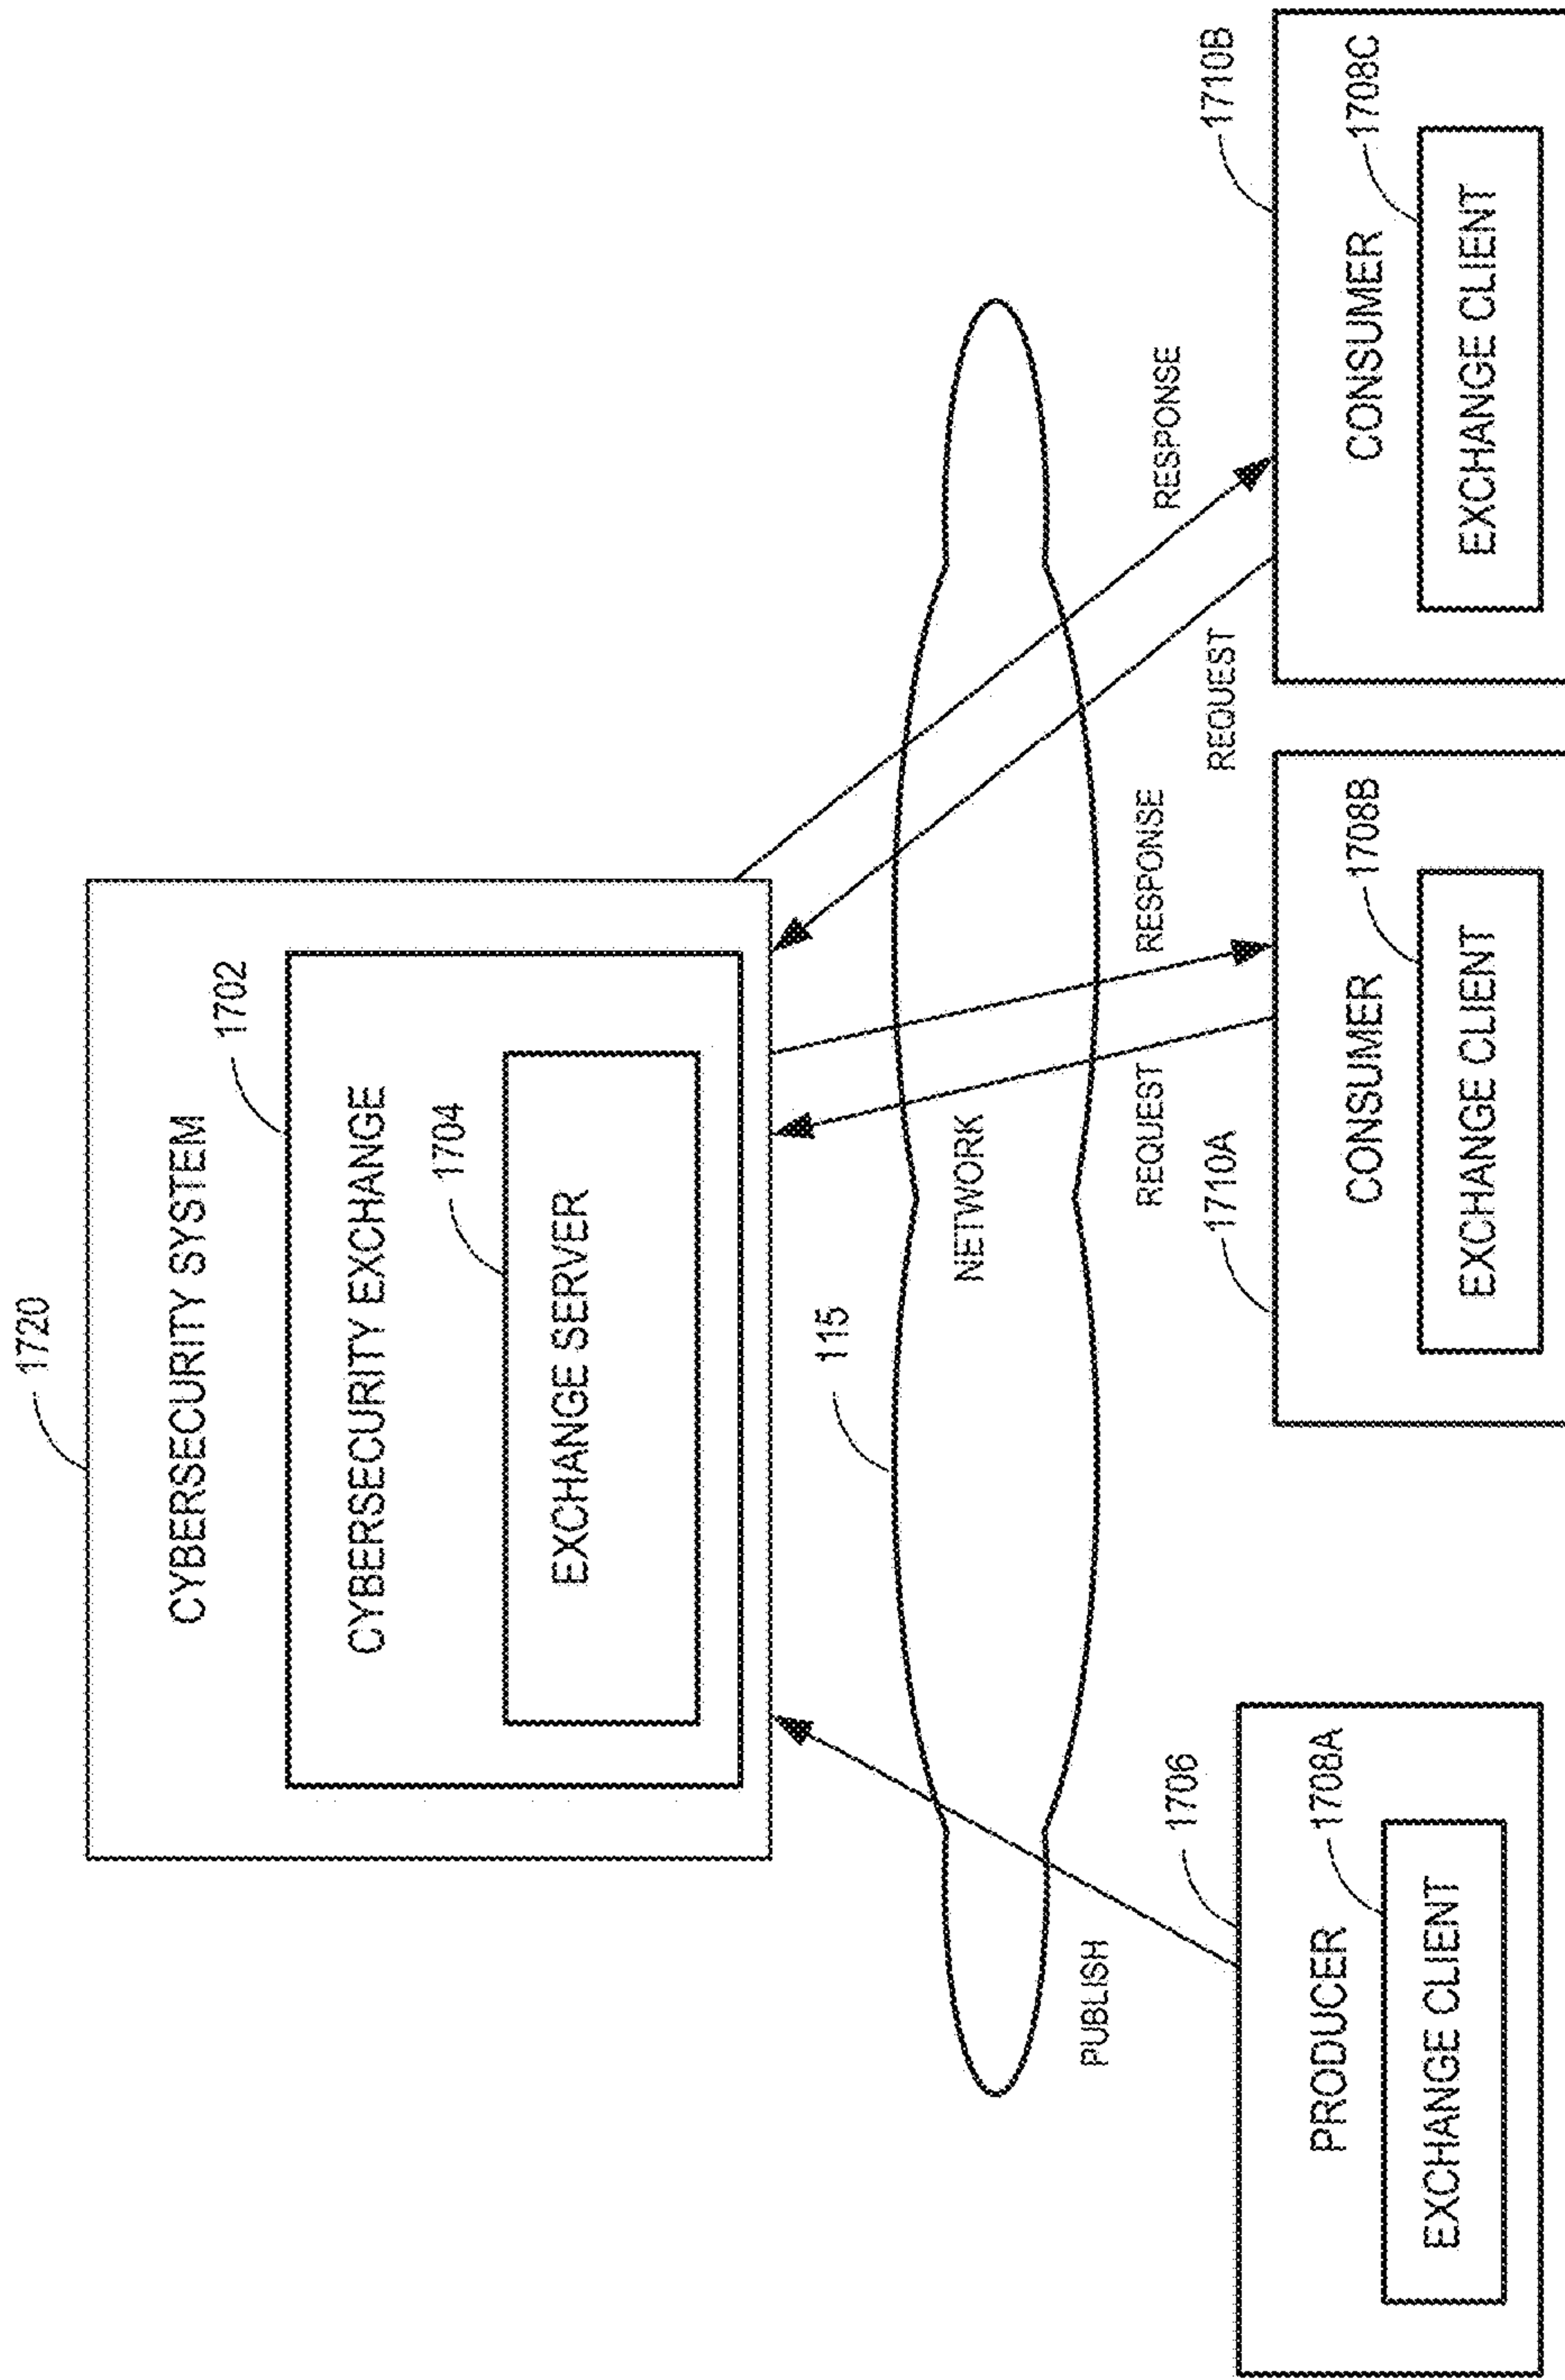 1720
CYBERSECURITY SYSTEM
1702
CYBERSECURITY EXCHANGE
1704
EXCHANGE SERVER
115
NETWORK
PUBLISH
REQUEST
RESPONSE
REQUEST
RESPONSE
1706
PRODUCER
1708A
EXCHANGE CLIENT
1710A
CONSUMER
1708B
EXCHANGE CLIENT
1710B
CONSUMER
1708C
EXCHANGE CLIENT